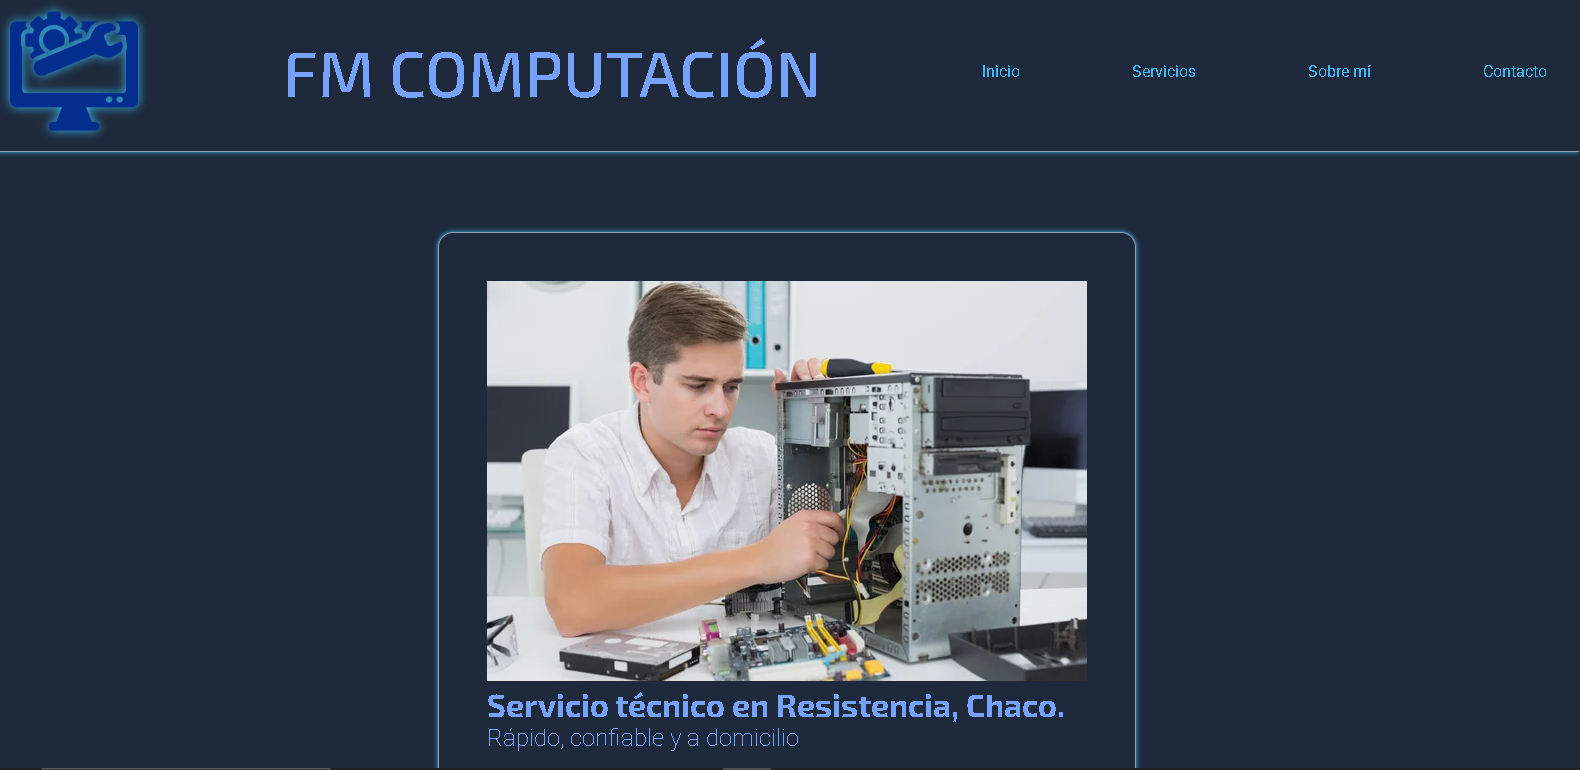 FM COMPUTACIÓN
Inicio
Servicios
Sobre mí
Contacto
Servicio técnico en Resistencia, Chaco.
Rápido, confiable y a domicilio